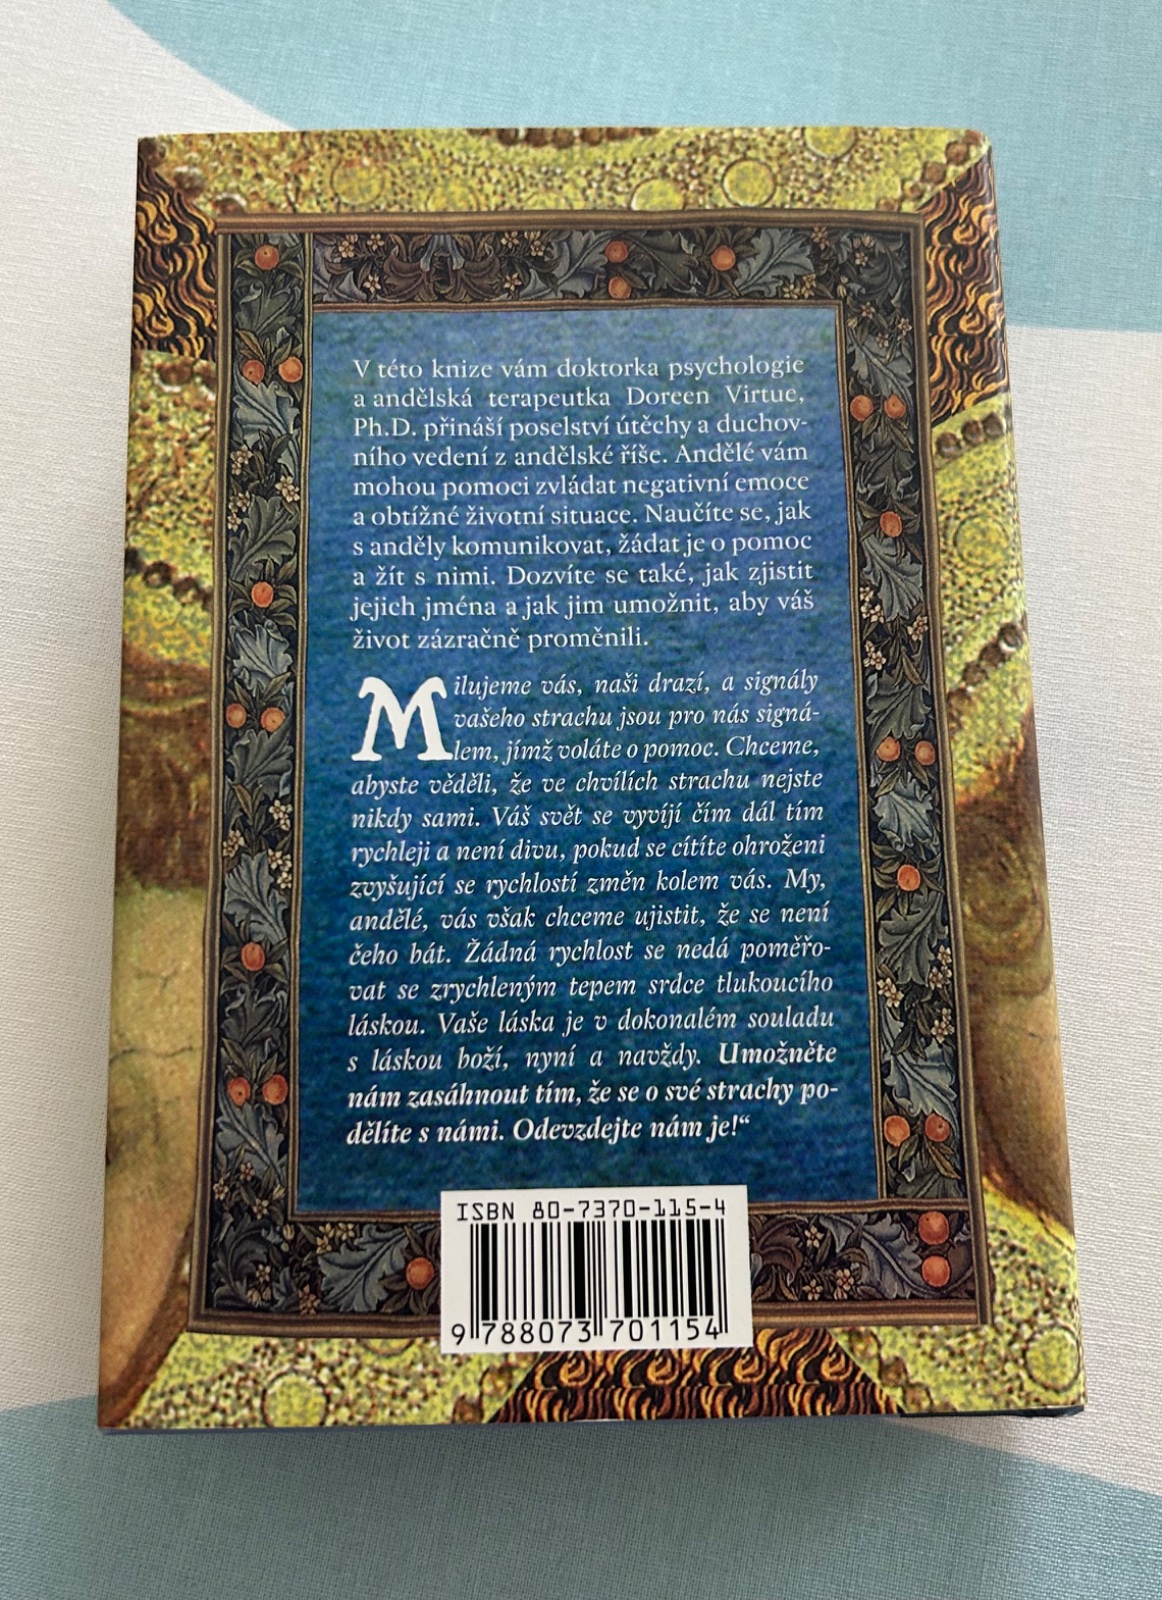 V této knize vám doktorka psychologie
a andělská terapeutka Doreen Virtue,
Ph.D. přináší poselství útěchy a duchov-
ního vedení z andělské říše. Andělé vám
mohou pomoci zvládat negativní emoce
a obtížné životní situace. Naučíte se, jak
s anděly komunikovat, žádat je o pomoc
a žít s nimi. Dozvíte se také, jak zjistit
jejich jména a jak jim umožnit, aby váš
život zázračně proměnili.
Milujeme vás, naši drazí, a signály
vašeho strachu jsou pro nás signá-
lem, jímž voláte o pomoc. Chceme,
abyste věděli, že ve chvílích strachu nejste
nikdy sami. Váš svět se vyvíjí čím dál tím
rychleji a není divu, pokud se cítíte ohroženi
zvyšující se rychlostí změn kolem vás. My,
andělé, vás však chceme ujistit, že se není
čeho bát. Žádná rychlost se nedá poměřo-
vat se zrychleným tepem srdce tlukoucího
láskou. Vaše láska je v dokonalém souladu
s láskou boží, nyní a navždy. Umožněte
nám zasáhnout tím, že se o své strachy po-
dělíte s námi. Odevzdejte nám je!“
ISBN 80-7370-115-4
9 788073 701154